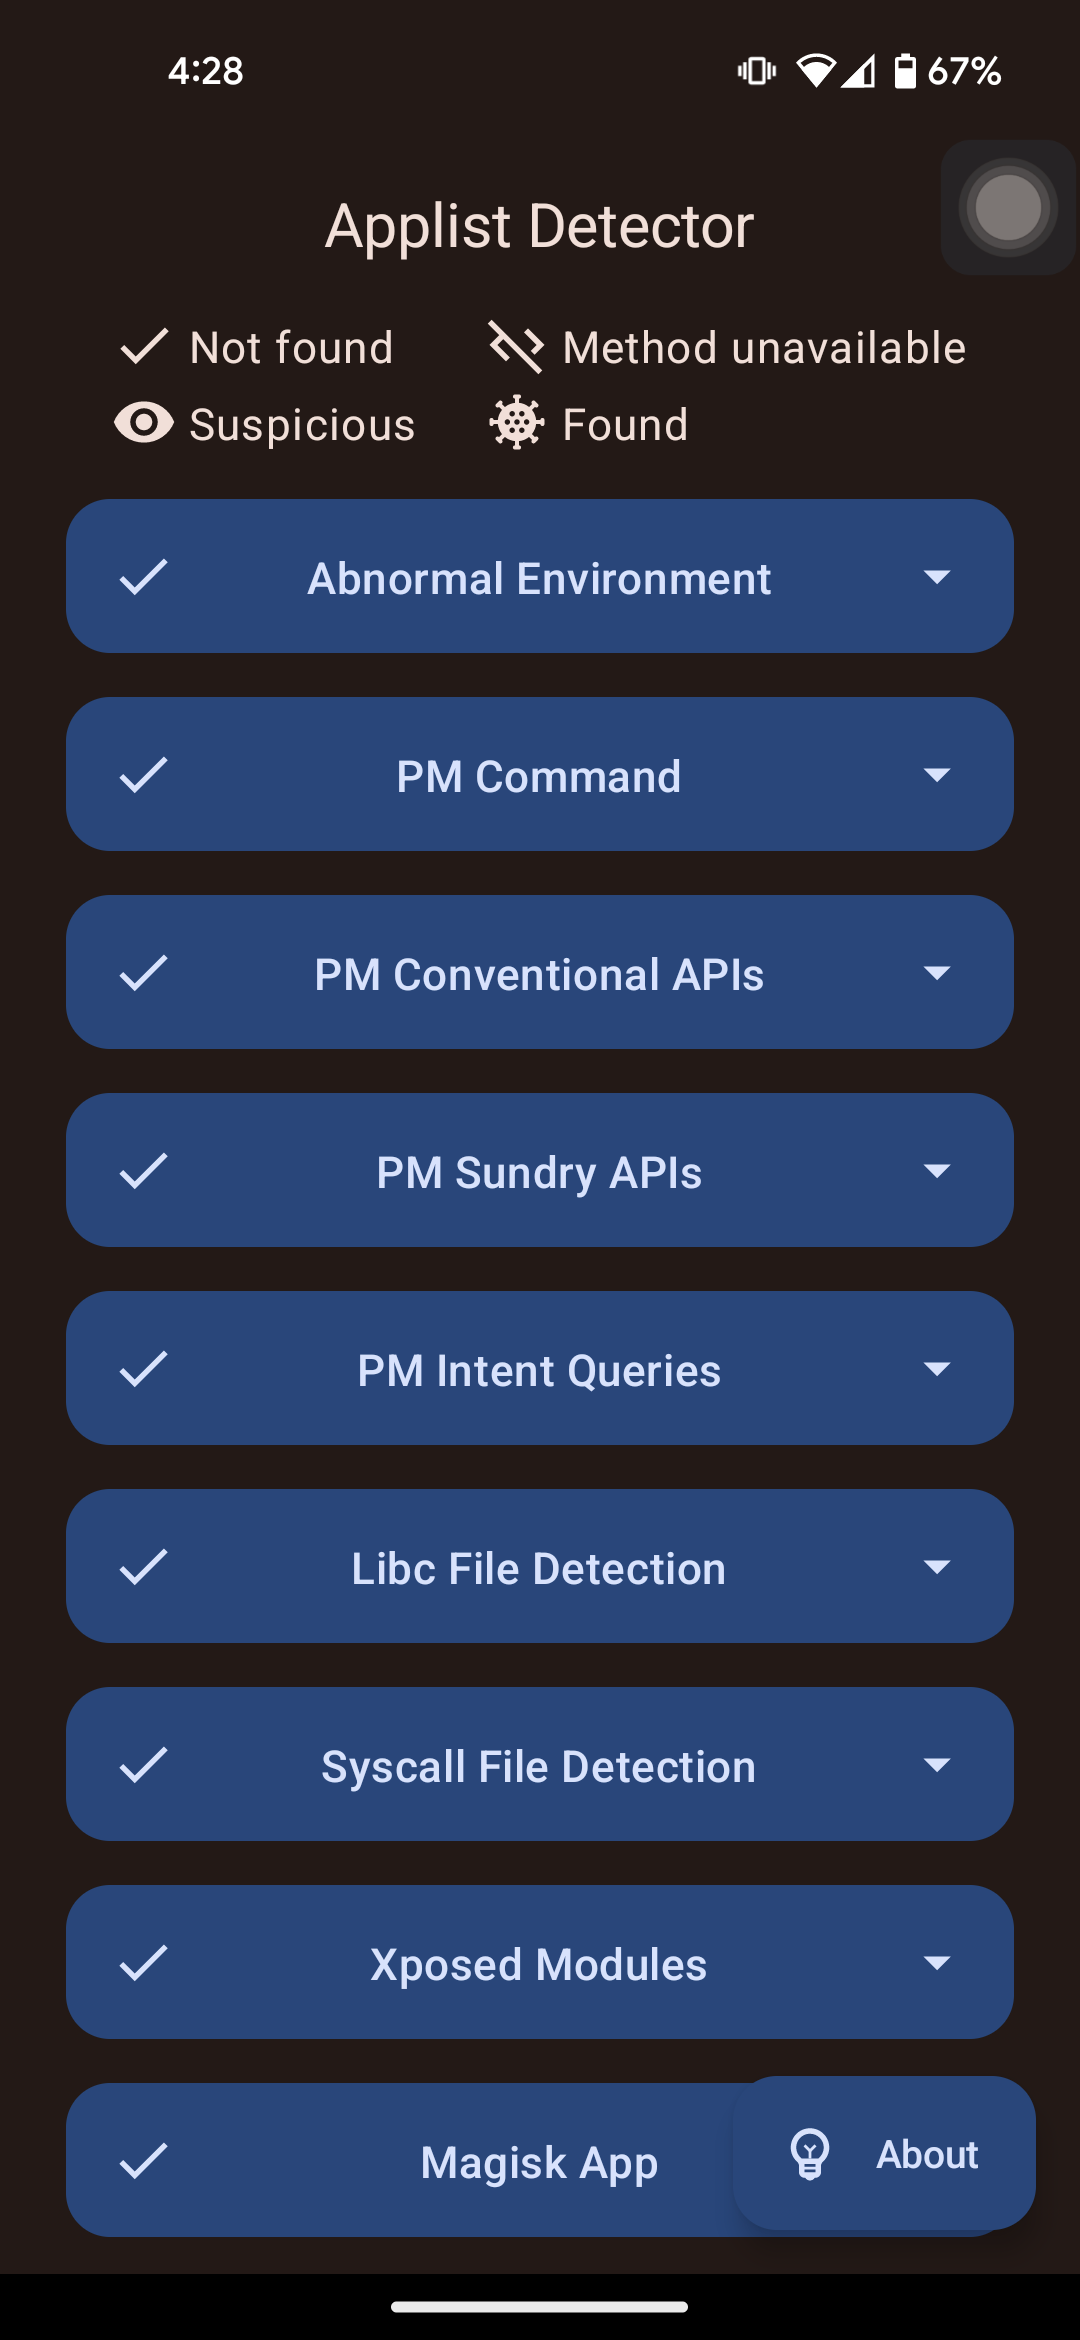 4:28 67%
Applist Detector
Not found Method unavailable
Suspicious Found
Abnormal Environment
PM Command
PM Conventional APIs
PM Sundry APIs
PM Intent Queries
Libc File Detection
Syscall File Detection
Xposed Modules
Magisk App
About